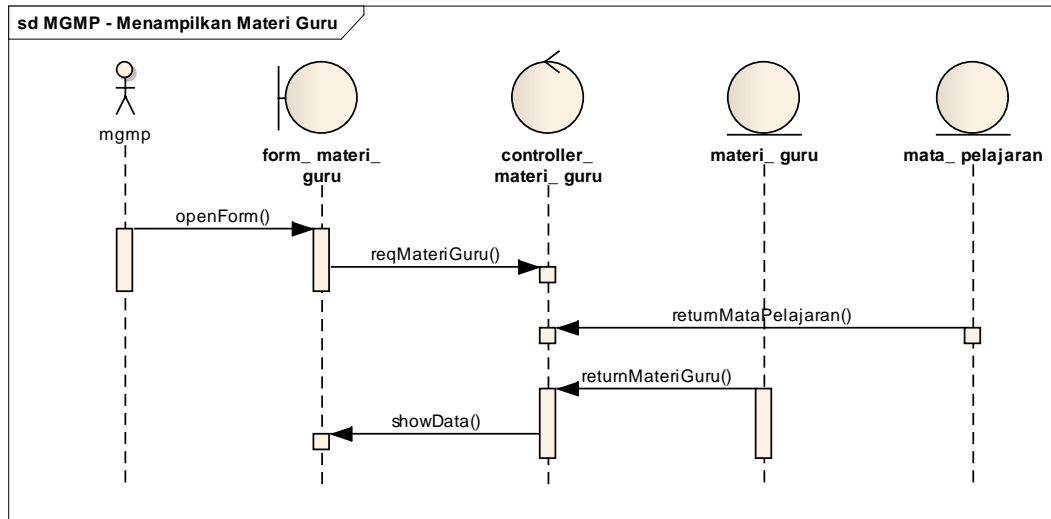 sd MGMP - Menampilkan Materi Guru
mgmp
form_ materi_
guru
controller_
materi_ guru
materi_ guru
mata_ pelajaran
openForm()
reqMateriGuru()
returnMataPelajaran()
returnMateriGuru()
showData()